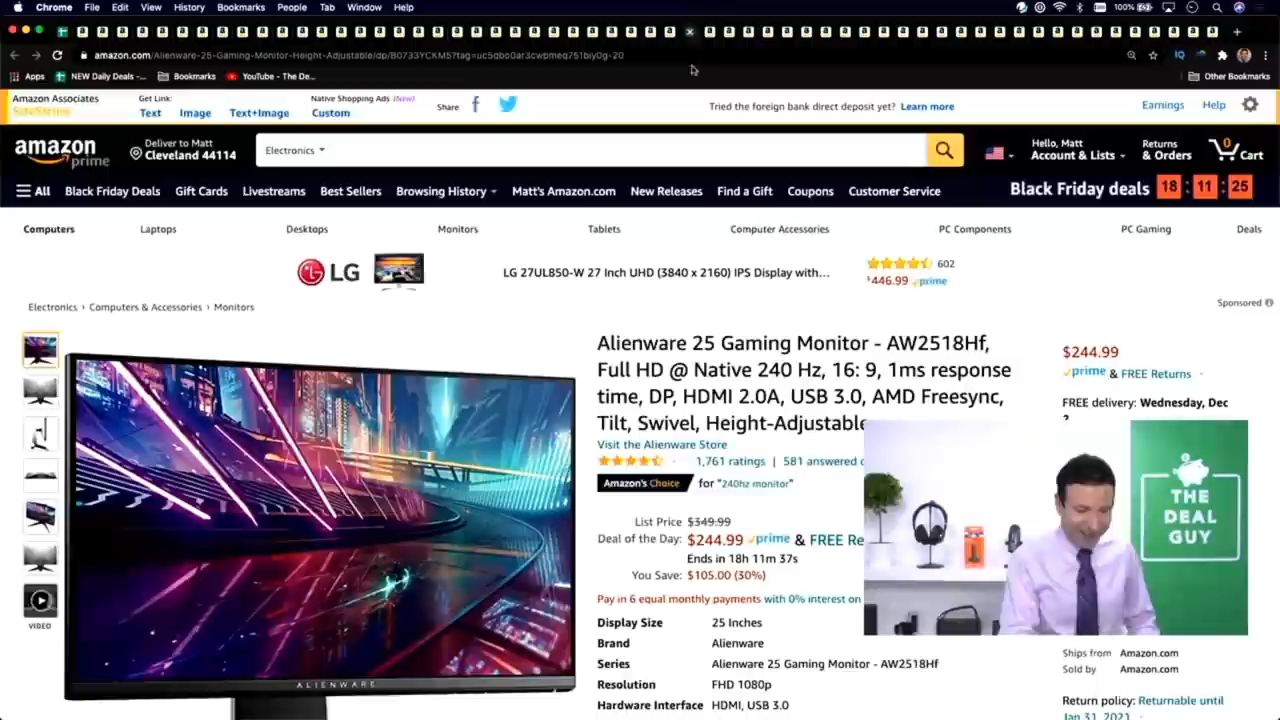 Chrome File Edit View History Bookmarks People Tab Window Help 100%
amazon.com/Alienware-25-Gaming-Monitor-Height-Adjustable/dp/B0733YCKM5?tag=uc5qbo0ar3cwpmeq751biy0g-20
Apps NEW Daily Deals -... Bookmarks YouTube - The De... Other Bookmarks
Amazon Associates Get Link: Native Shopping Ads (New) Share
SiteStripe Text Image Text+Image Custom
Tried the foreign bank direct deposit yet? Learn more Earnings Help
amazon prime
Deliver to Matt
Cleveland 44114
Electronics
Hello, Matt
Account & Lists
Returns
& Orders
0
Cart
All Black Friday Deals Gift Cards Livestreams Best Sellers Browsing History Matt's Amazon.com New Releases Find a Gift Coupons Customer Service Black Friday deals 18 : 11 : 25
Computers Laptops Desktops Monitors Tablets Computer Accessories PC Components PC Gaming Deals
LG LG 27UL850-W 27 Inch UHD (3840 x 2160) IPS Display with... 602
$446.99 prime
Electronics › Computers & Accessories › Monitors
Sponsored
Alienware 25 Gaming Monitor - AW2518Hf,
Full HD @ Native 240 Hz, 16: 9, 1ms response
time, DP, HDMI 2.0A, USB 3.0, AMD Freesync,
Tilt, Swivel, Height-Adjustable
Visit the Alienware Store
1,761 ratings | 581 answered
Amazon's Choice for "240hz monitor"
List Price $349.99
Deal of the Day: $244.99 prime & FREE Re
Ends in 18h 11m 37s
You Save: $105.00 (30%)
Pay in 6 equal monthly payments with 0% interest on
Display Size 25 Inches
Brand Alienware
Series Alienware 25 Gaming Monitor - AW2518Hf
Resolution FHD 1080p
Hardware Interface HDMI, USB 3.0
VIDEO
ALIENWARE
$244.99
prime & FREE Returns
FREE delivery: Wednesday, Dec
THE
DEAL
GUY
Ships from Amazon.com
Sold by Amazon.com
Return policy: Returnable until
Jan 31, 2021